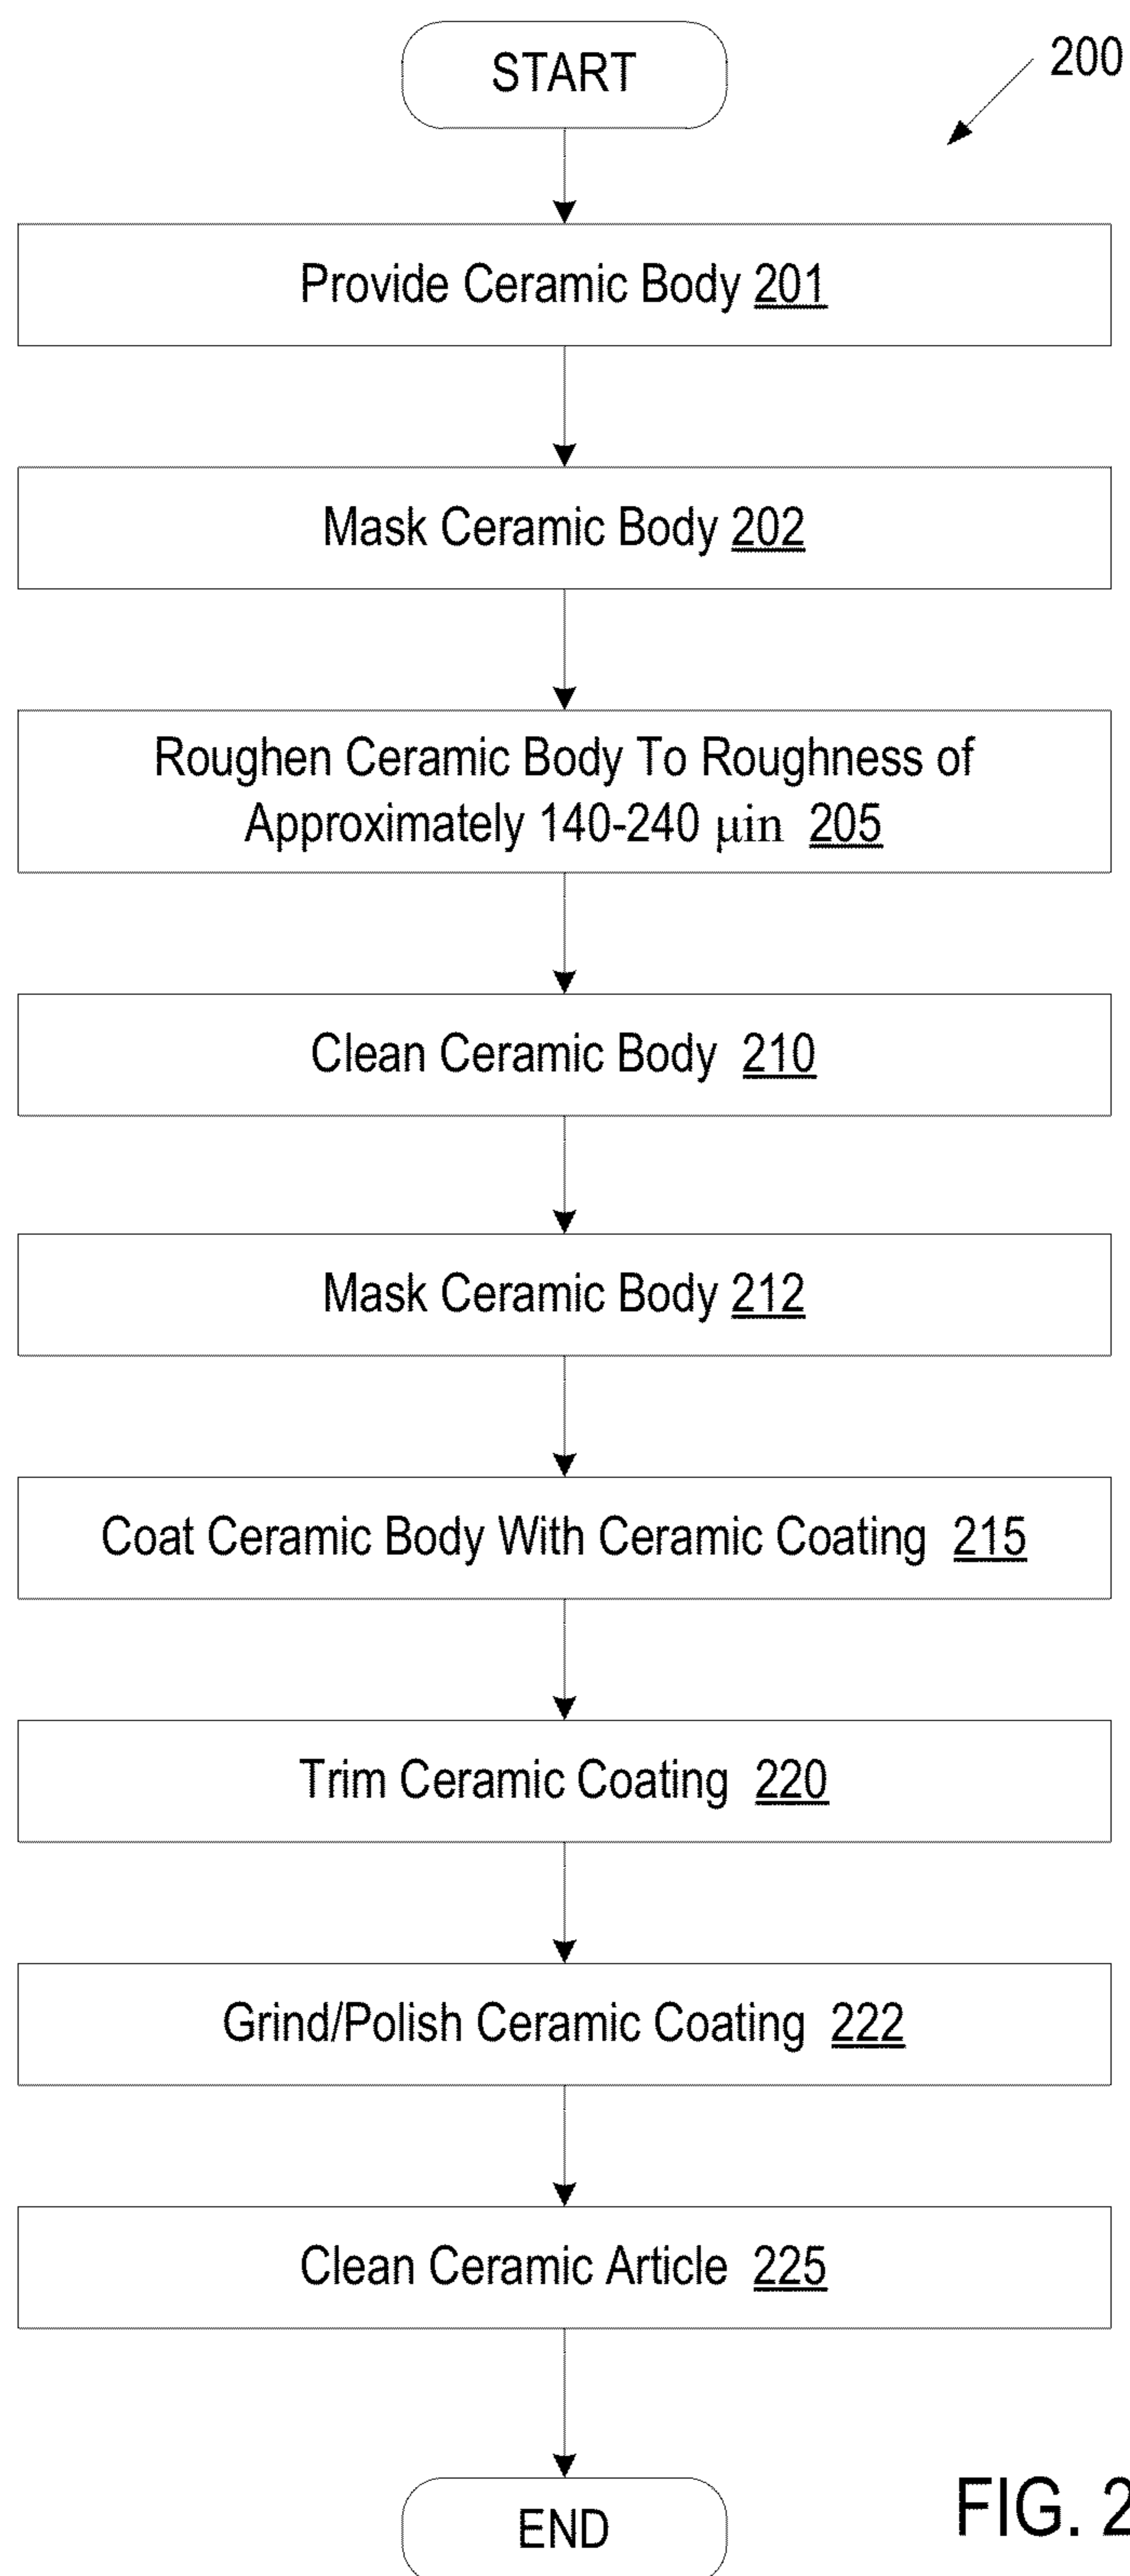 START
200
Provide Ceramic Body 201
Mask Ceramic Body 202
Roughen Ceramic Body To Roughness of
Approximately 140-240 μin 205
Clean Ceramic Body 210
Mask Ceramic Body 212
Coat Ceramic Body With Ceramic Coating 215
Trim Ceramic Coating 220
Grind/Polish Ceramic Coating 222
Clean Ceramic Article 225
END
FIG. 2